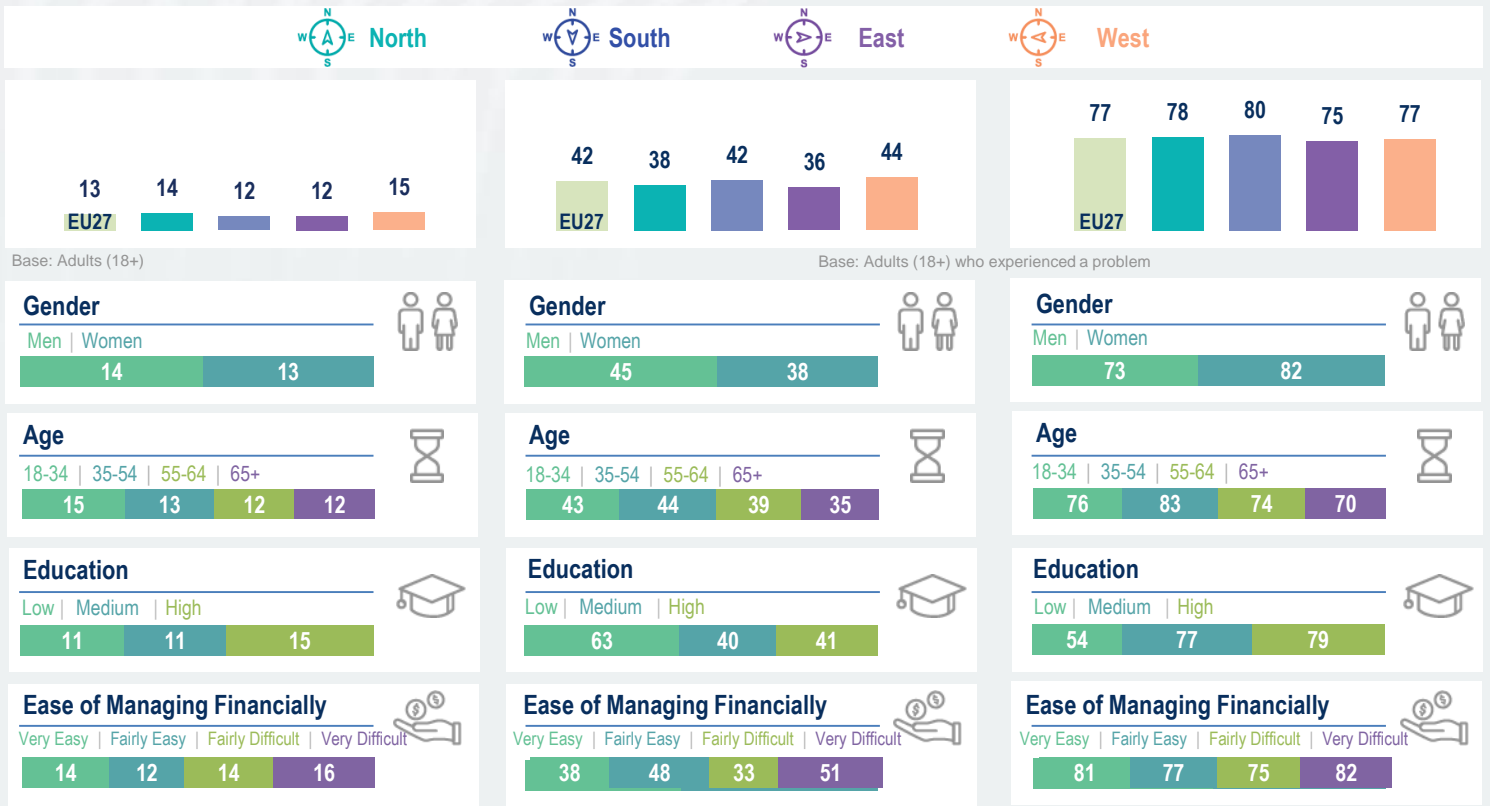 N
W E North
S
N
W E South
S
N
W E East
S
N
W E West
S
13 14 12 12 15
EU27
42 38 42 36 44
EU27
77 78 80 75 77
EU27
Base: Adults (18+)
Base: Adults (18+) who experienced a problem
Gender
Men | Women
14 13
Gender
Men | Women
45 38
Gender
Men | Women
73 82
Age
18-34 | 35-54 | 55-64 | 65+
15 13 12 12
Age
18-34 | 35-54 | 55-64 | 65+
43 44 39 35
Age
18-34 | 35-54 | 55-64 | 65+
76 83 74 70
Education
Low | Medium | High
11 11 15
Education
Low | Medium | High
63 40 41
Education
Low | Medium | High
54 77 79
Ease of Managing Financially
$ $
Very Easy | Fairly Easy | Fairly Difficult | Very Difficult
14 12 14 16
Ease of Managing Financially
$ $
Very Easy | Fairly Easy | Fairly Difficult | Very Difficult
38 48 33 51
Ease of Managing Financially
$ $
Very Easy | Fairly Easy | Fairly Difficult | Very Difficult
81 77 75 82